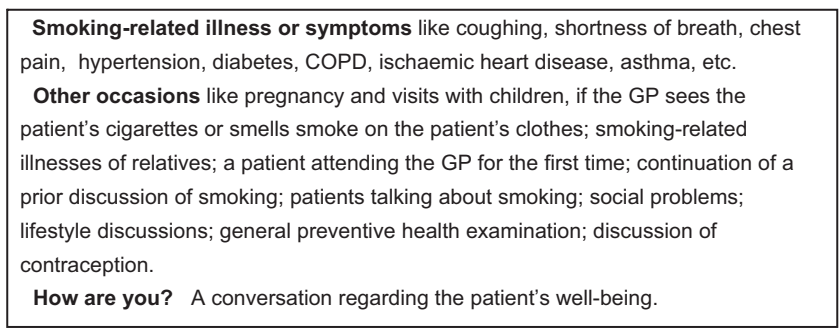 Smoking-related illness or symptoms like coughing, shortness of breath, chest
pain, hypertension, diabetes, COPD, ischaemic heart disease, asthma, etc.
Other occasions like pregnancy and visits with children, if the GP sees the
patient's cigarettes or smells smoke on the patient's clothes; smoking-related
illnesses of relatives; a patient attending the GP for the first time; continuation of a
prior discussion of smoking; patients talking about smoking; social problems;
lifestyle discussions; general preventive health examination; discussion of
contraception.
How are you? A conversation regarding the patient's well-being.